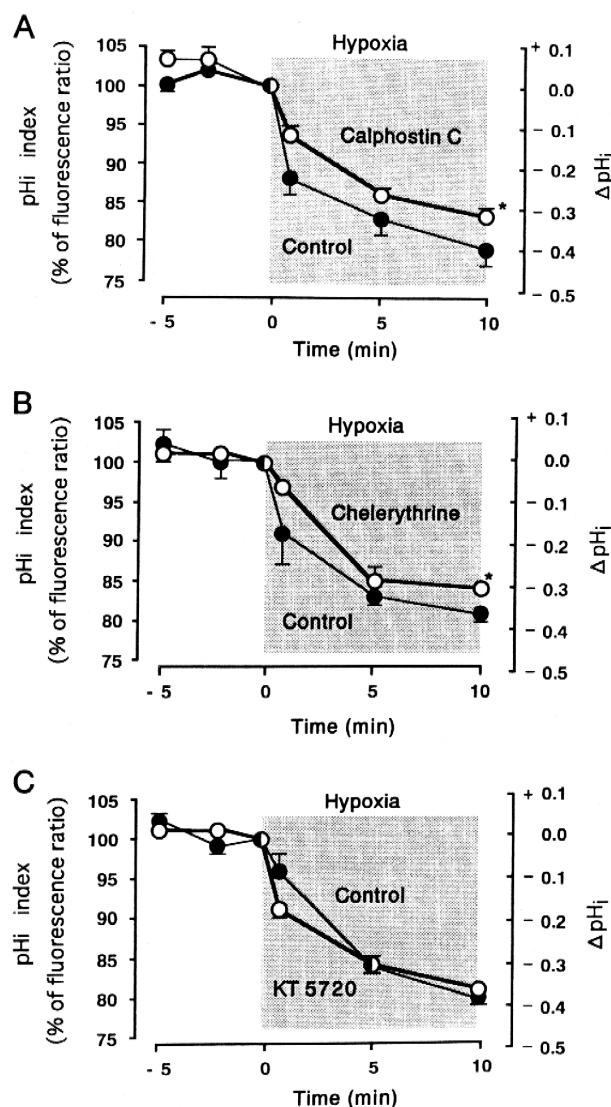 A
Hypoxia
pHi index
(% of fluorescence ratio)
105
100
95
90
85
80
75
+ 0.1
0.0
- 0.1
- 0.2
- 0.3
- 0.4
- 0.5
Δ pHi
Calphostin C
*
Control
- 5
0
5
10
Time (min)
B
Hypoxia
pHi index
(% of fluorescence ratio)
105
100
95
90
85
80
75
+ 0.1
0.0
- 0.1
- 0.2
- 0.3
- 0.4
- 0.5
Δ pHi
Chelerythrine
*
Control
- 5
0
5
10
Time (min)
C
Hypoxia
pHi index
(% of fluorescence ratio)
105
100
95
90
85
80
75
+ 0.1
0.0
- 0.1
- 0.2
- 0.3
- 0.4
- 0.5
Δ pHi
Control
KT 5720
- 5
0
5
10
Time (min)